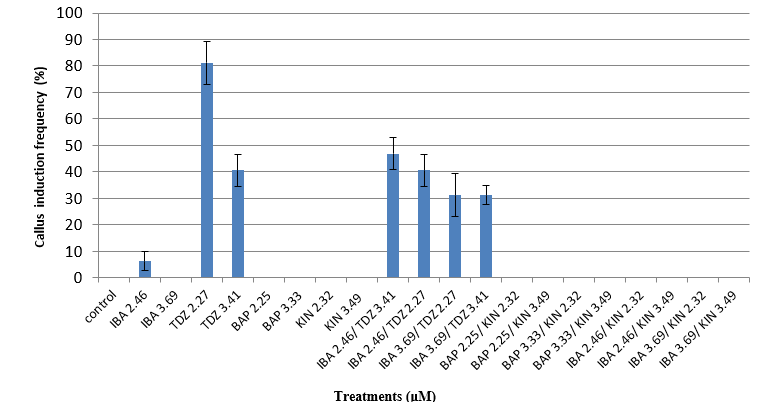 100
90
80
70
60
50
40
30
20
10
0
Callus induction frequency (%)
control
IBA 2.46
IBA 3.69
TDZ 2.27
TDZ 3.41
BAP 2.25
BAP 3.33
KIN 2.32
KIN 3.49
IBA 2.46/ TDZ 3.41
IBA 2.46/ TDZ 2.27
IBA 3.69/ TDZ 2.27
IBA 3.69/ TDZ 3.41
BAP 2.25/ KIN 2.32
BAP 2.25/ KIN 3.49
BAP 3.33/ KIN 2.32
BAP 3.33/ KIN 3.49
IBA 2.46/ KIN 2.32
IBA 2.46/ KIN 3.49
IBA 3.69/ KIN 2.32
IBA 3.69/ KIN 3.49
Treatments (µM)